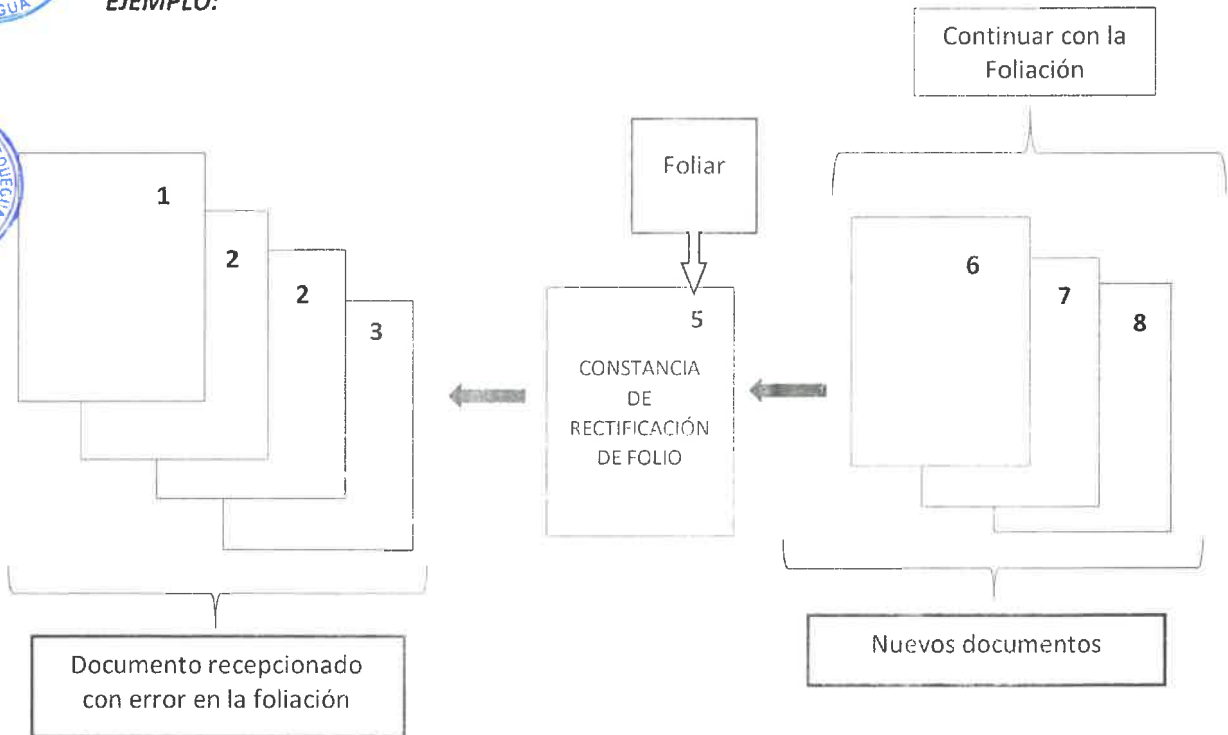 GUA
EJEMPLO:
Continuar con la
Foliación
Foliar
1
2
2
3
5
CONSTANCIA
DE
RECTIFICACIÓN
DE FOLIO
6
7
8
Documento recepcionado
con error en la foliación
Nuevos documentos